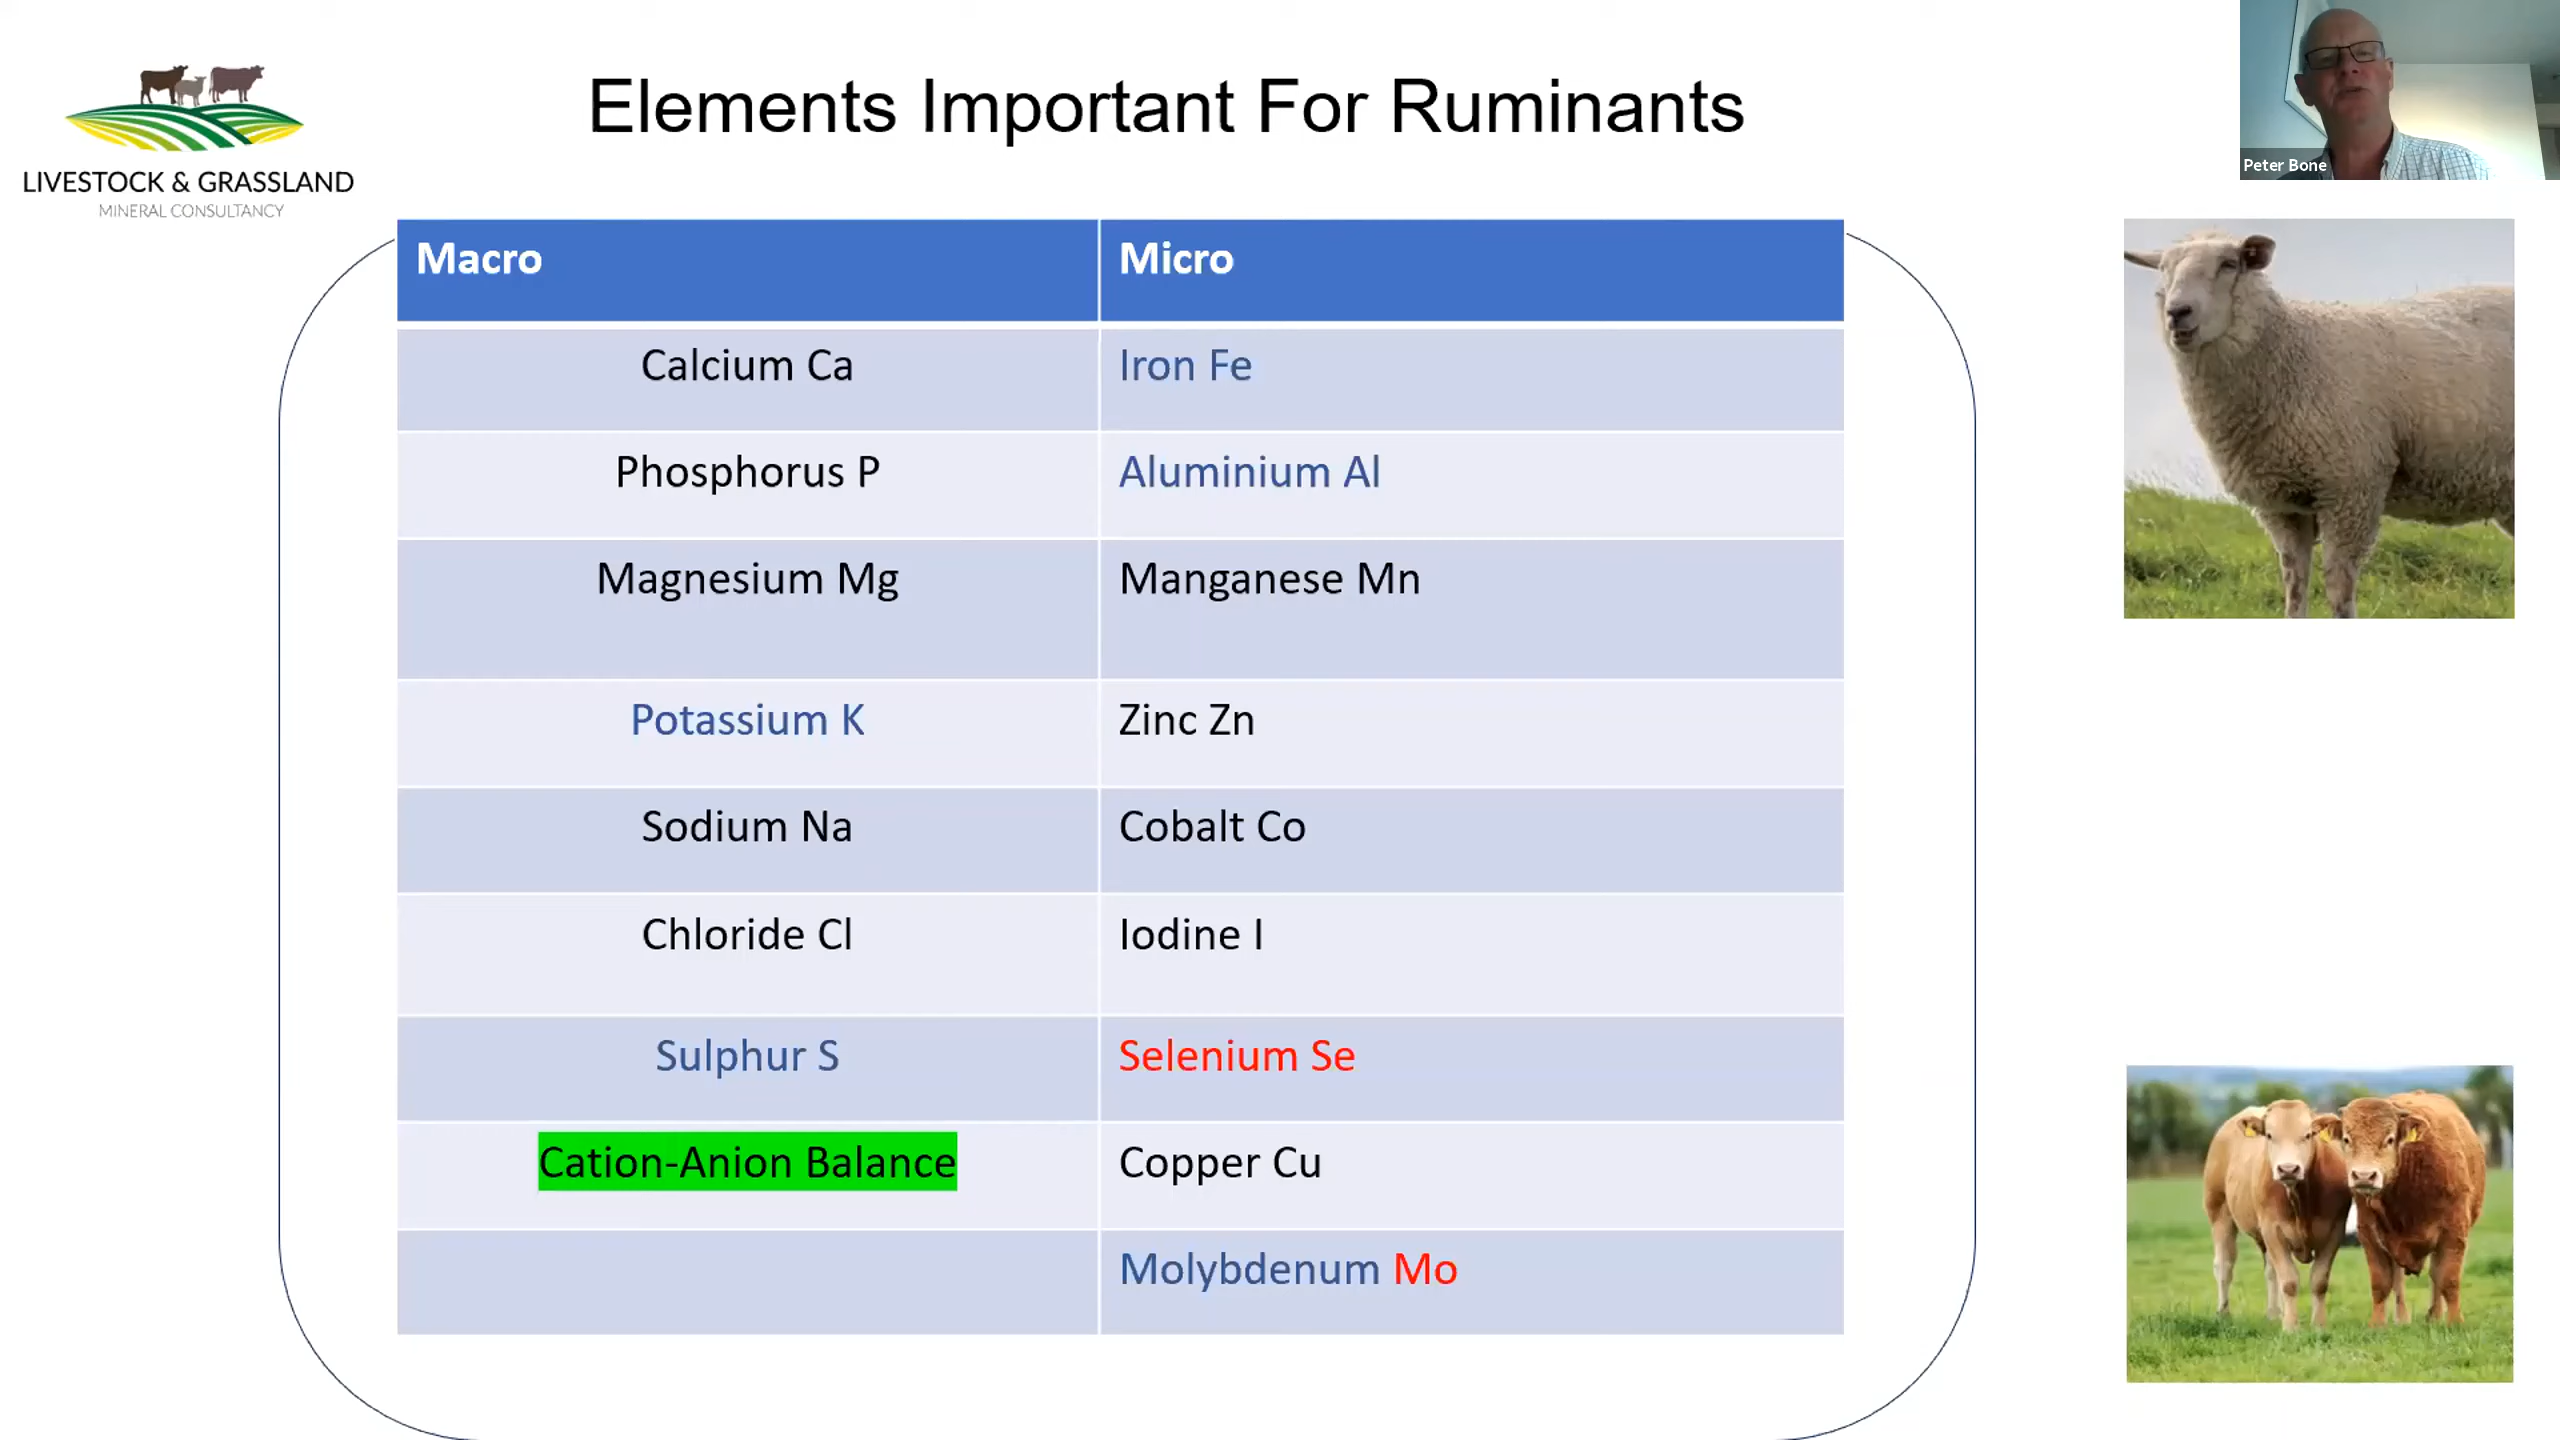 LIVESTOCK & GRASSLAND
MINERAL CONSULTANCY
Elements Important For Ruminants
Peter Bone
Macro Micro
Calcium Ca Iron Fe
Phosphorus P Aluminium Al
Magnesium Mg Manganese Mn
Potassium K Zinc Zn
Sodium Na Cobalt Co
Chloride Cl Iodine I
Sulphur S Selenium Se
Cation-Anion Balance Copper Cu
Molybdenum Mo